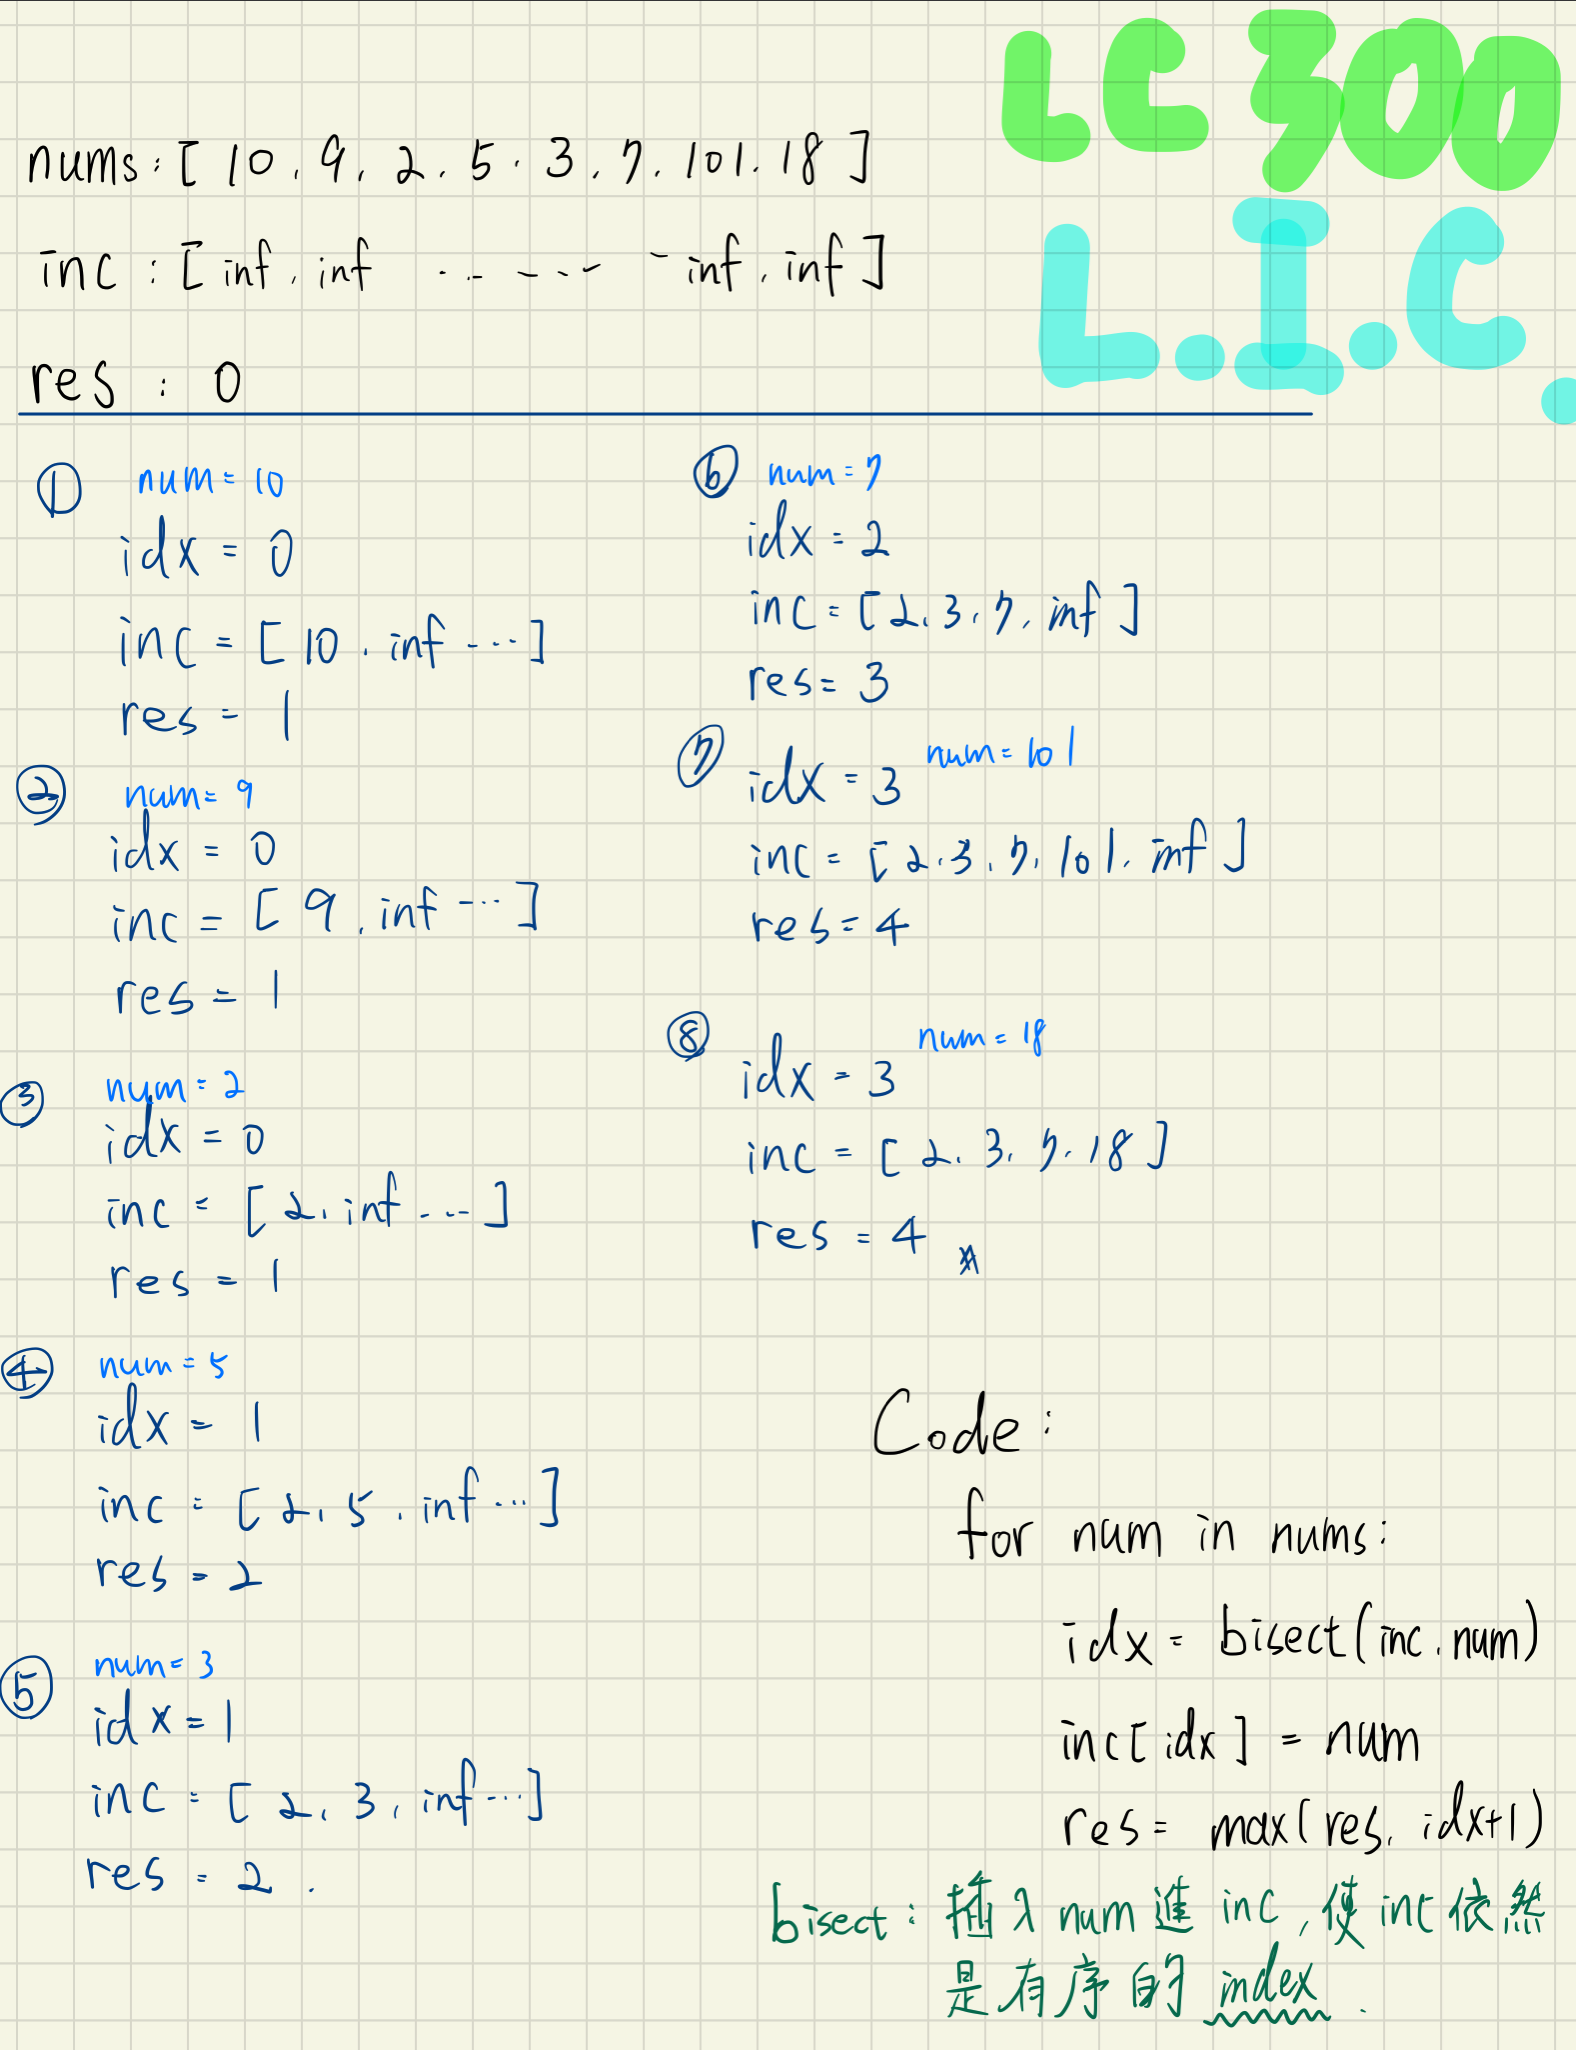 LC 300
L.I.C.
nums : [ 10, 9, 2, 5, 3, 7, 101, 18 ]
inc : [ inf, inf ........ inf, inf ]
res : 0
① num = 10
idx = 0
inc = [ 10, inf ... ]
res = 1
② num = 9
idx = 0
inc = [ 9, inf ... ]
res = 1
③ num = 2
idx = 0
inc = [ 2, inf ... ]
res = 1
④ num = 5
idx = 1
inc = [ 2, 5, inf ... ]
res = 2
⑤ num = 3
idx = 1
inc = [ 2, 3, inf ... ]
res = 2.
⑥ num = 7
idx = 2
inc = [ 2, 3, 7, inf ]
res = 3
⑦ num = 101
idx = 3
inc = [ 2, 3, 7, 101, inf ]
res = 4
⑧ num = 18
idx = 3
inc = [ 2, 3, 7, 18 ]
res = 4
Code :
for num in nums :
idx = bisect(inc, num)
inc[ idx ] = num
res = max( res, idx+1 )
bisect : 插入 num 進 inc, 使 inc 依然
是有序的 index.